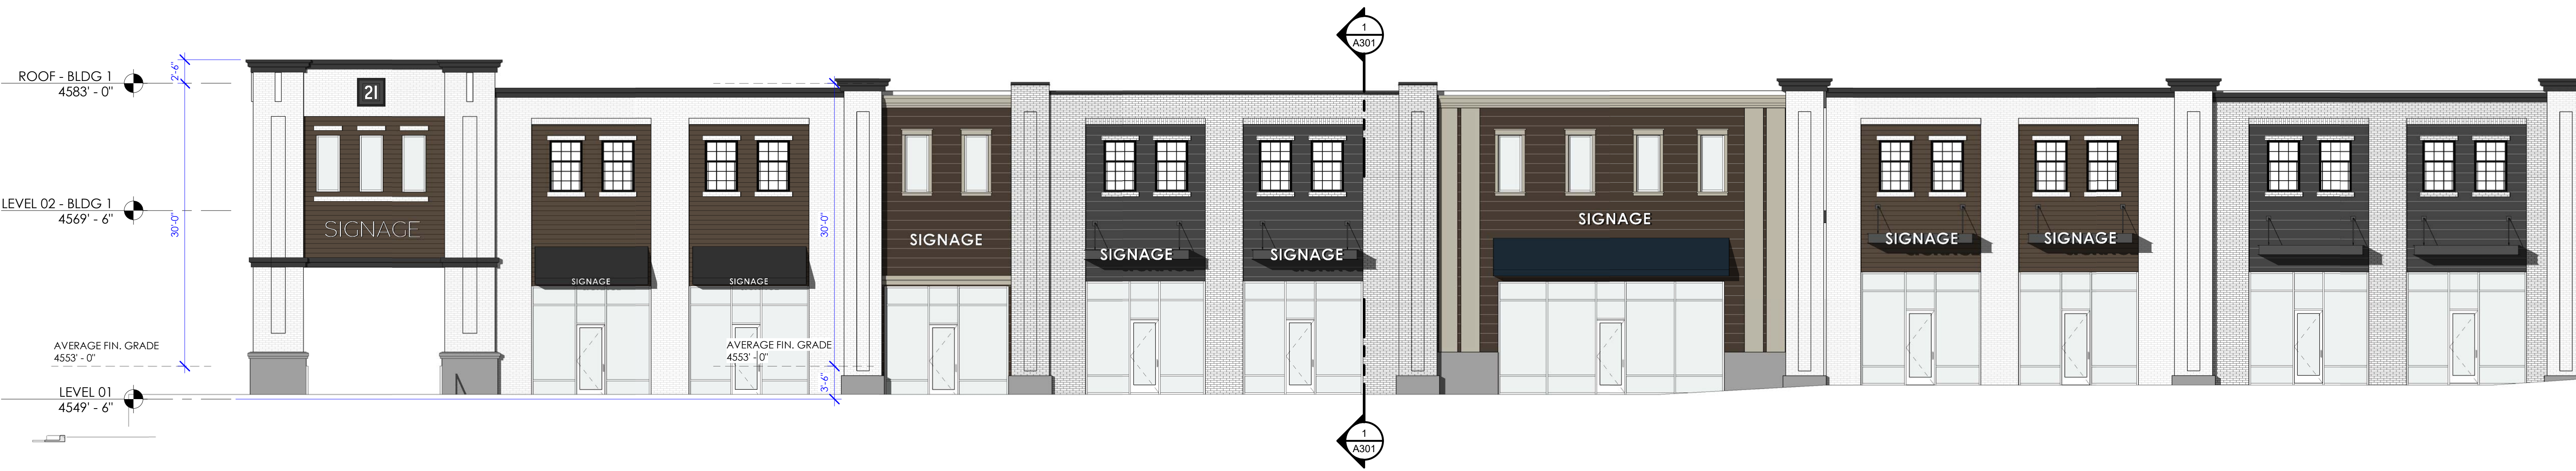 1
A301
ROOF - BLDG 1
4583' - 0"
2'-6"
21
LEVEL 02 - BLDG 1
4569' - 6"
30'-0"
30'-0"
SIGNAGE
SIGNAGE
SIGNAGE
SIGNAGE
SIGNAGE
SIGNAGE
SIGNAGE
SIGNAGE
SIGNAGE
AVERAGE FIN. GRADE
4553' - 0"
AVERAGE FIN. GRADE
4553' - 0"
3'-6"
LEVEL 01
4549' - 6"
1
A301